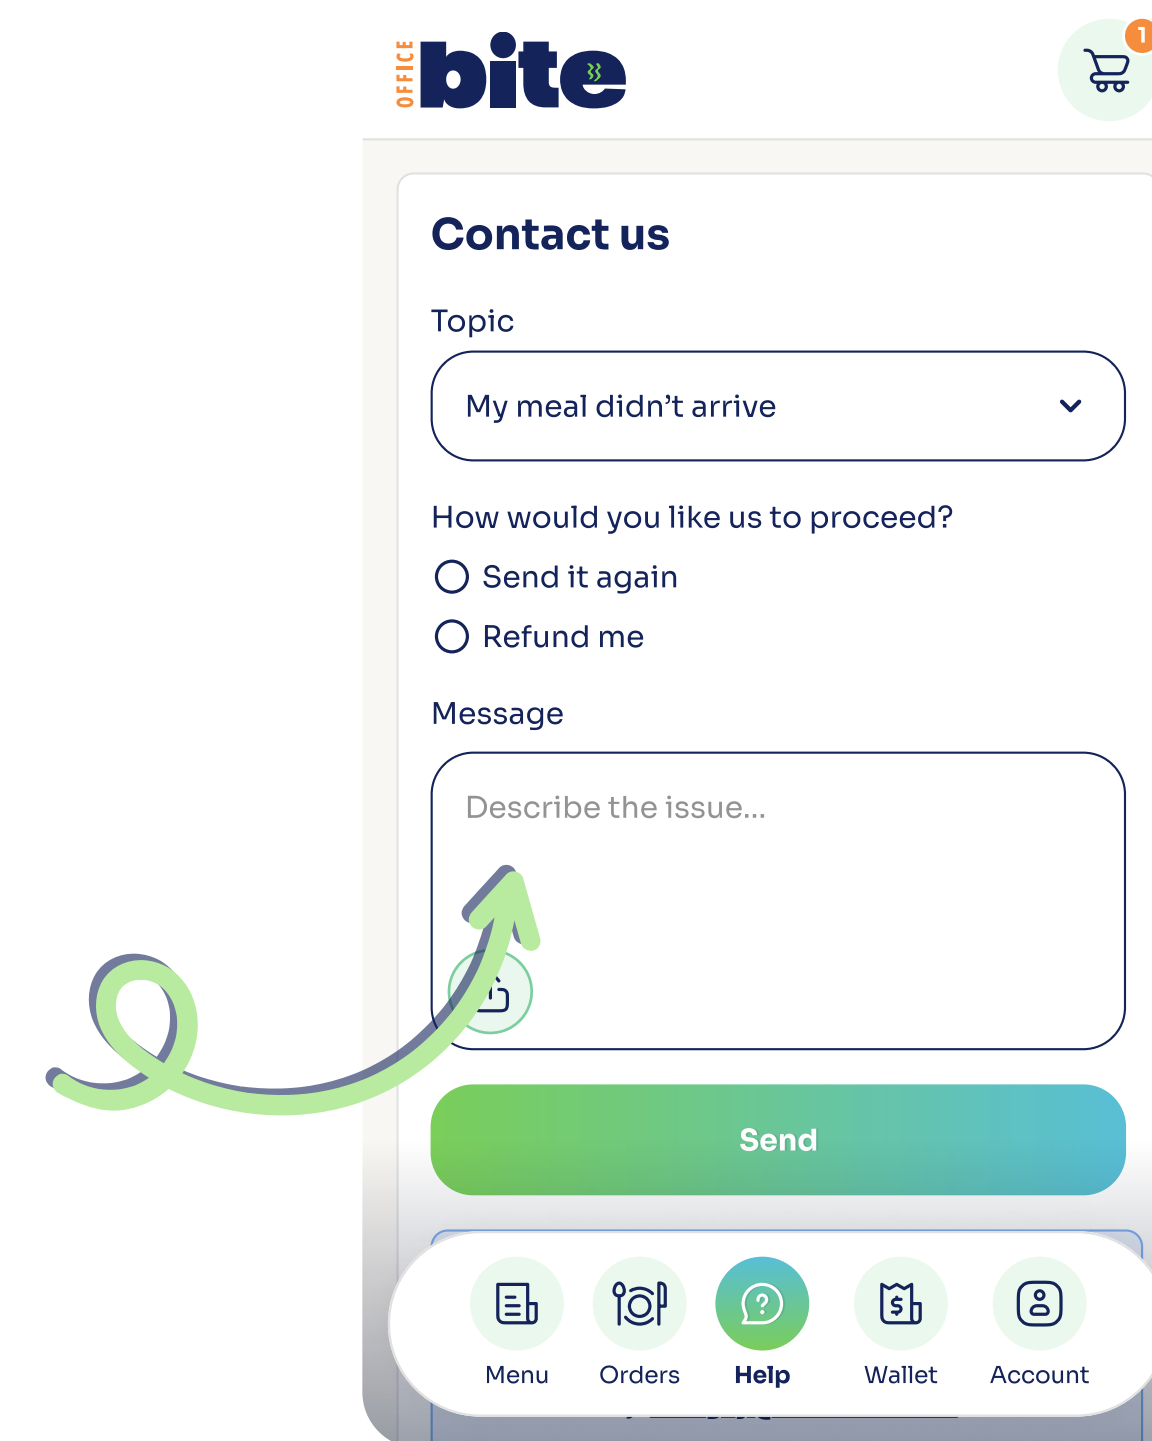 OFFICE
bite
1
Contact us
Topic
My meal didn’t arrive
How would you like us to proceed?
Send it again
Refund me
Message
Describe the issue...
Send
Menu Orders Help Wallet Account